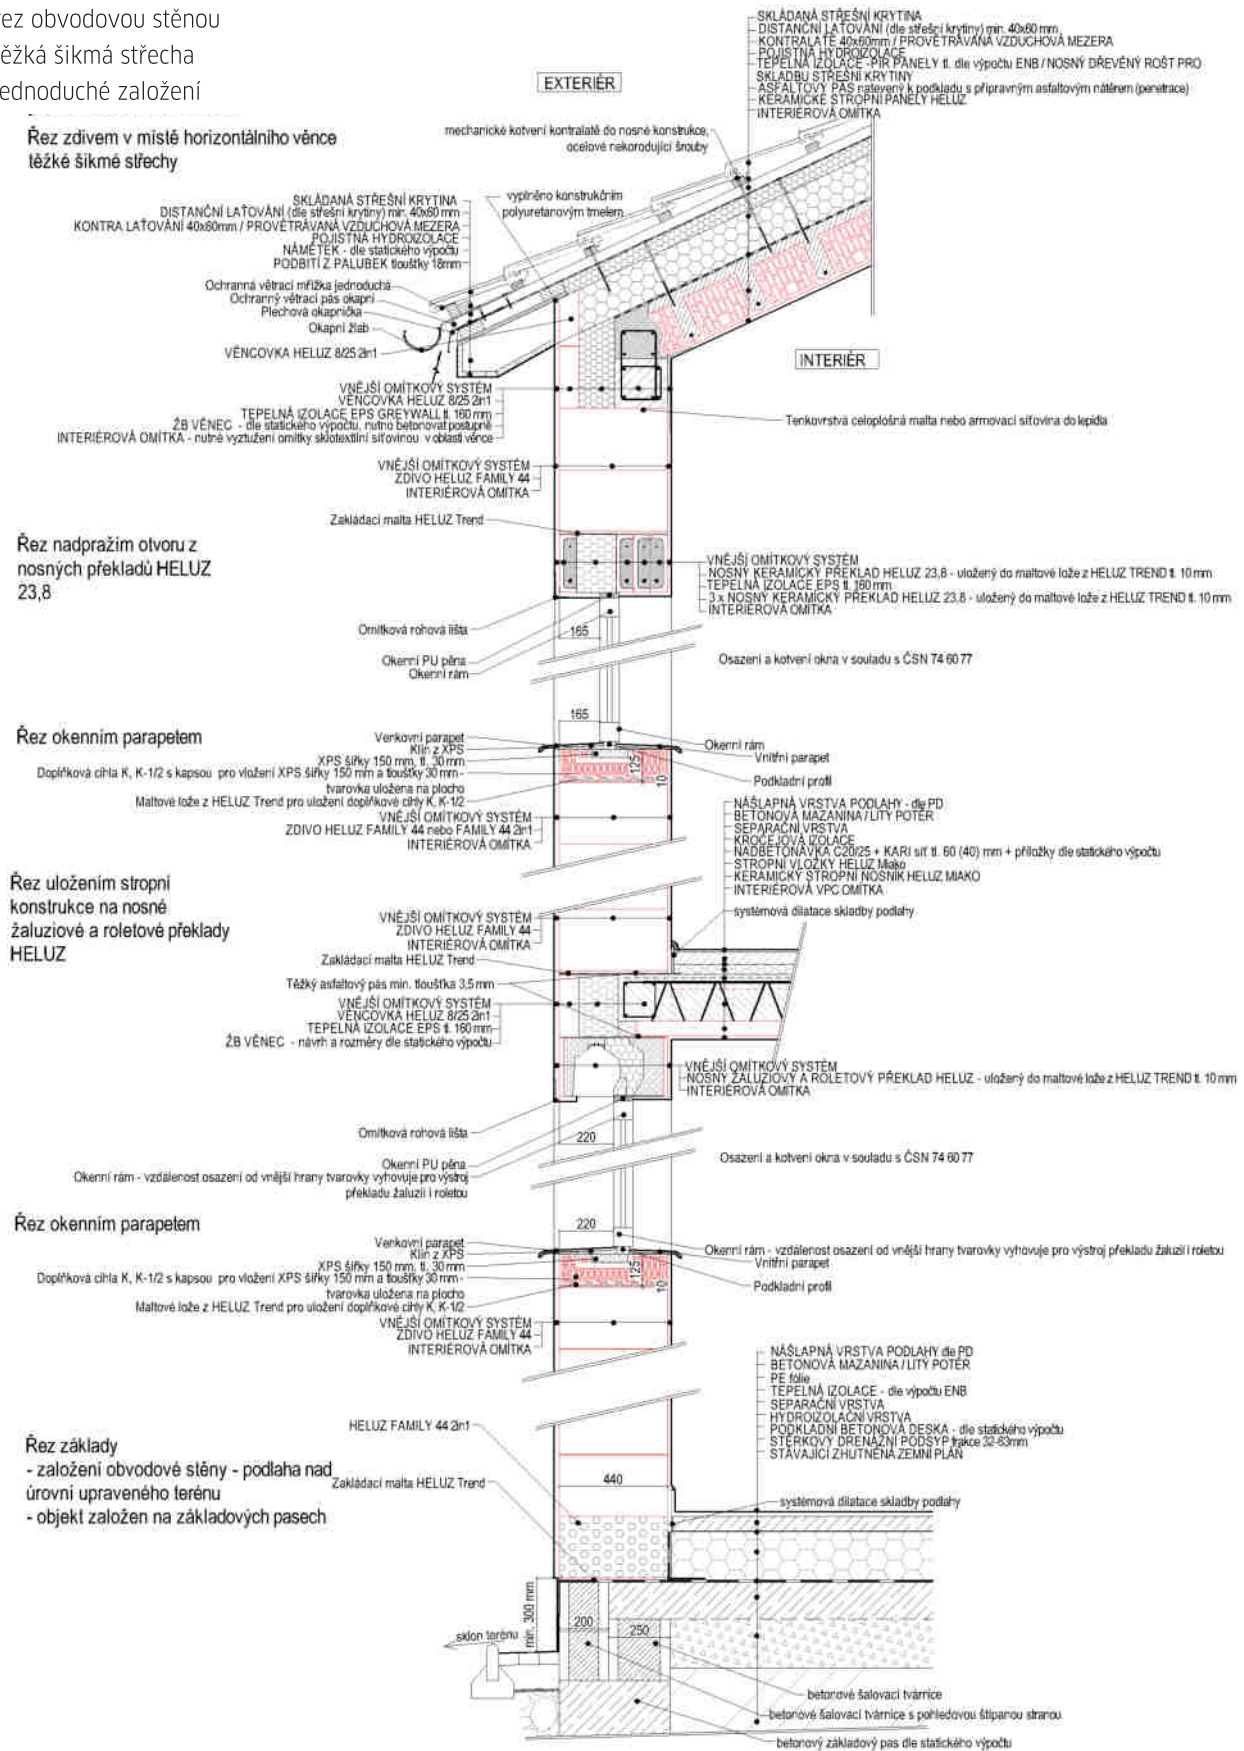 ez obvodovou stěnou
ěžká šikmá střecha
ednoduché založení
Řez zdivem v místě horizontálního věnce
těžké šikmé střechy
EXTERIÉR
SKLÁDANÁ STŘEŠNÍ KRYTINA
DISTANČNÍ LAŤOVÁNÍ (dle střešní krytiny) min. 40x60 mm
KONTRALATĚ 40x60mm / PROVĚTRÁVANÁ VZDUCHOVÁ MEZERA
POJISTNÁ HYDROIZOLACE
TEPELNÁ IZOLACE -PIR PANELY tl. dle výpočtu ENB / NOSNÝ DŘEVĚNÝ ROŠT PRO
SKLADBU STŘEŠNÍ KRYTINY
ASFALTOVÝ PÁS natevený k podkladu s přípravným asfaltovým nátěrem (penetrace)
KERAMICKÉ STROPNÍ PANELY HELUZ
INTERIÉROVÁ OMÍTKA
mechanické kotvení kontralatě do nosné konstrukce,
ocelové nekorodující šrouby
vyplněno konstrukčním
polyuretanovým tmelem
SKLÁDANÁ STŘEŠNÍ KRYTINA
DISTANČNÍ LAŤOVÁNÍ (dle střešní krytiny) min. 40x60 mm
KONTRA LAŤOVÁNÍ 40x60mm / PROVĚTRÁVANÁ VZDUCHOVÁ MEZERA
POJISTNÁ HYDROIZOLACE
NÁMĚTEK - dle statického výpočtu
PODBITÍ Z PALUBEK tloušťky 18mm
Ochranná větrací mřížka jednoduchá
Ochranný větrací pás okapní
Plechová okapnička
Okapní žlab
VĚNCOVKA HELUZ 8/25 2in1
INTERIÉR
VNĚJŠÍ OMÍTKOVÝ SYSTÉM
VĚNCOVKA HELUZ 8/25 2in1
TEPELNÁ IZOLACE EPS GREYWALL tl. 160 mm
ŽB VĚNEC - dle statického výpočtu, nutno betonovat postupně
INTERIÉROVÁ OMÍTKA - nutné vyztužení omítky sklotextilní síťovinou v oblasti věnce
Tenkovrstvá celoplošná malta nebo armovací síťovina do lepidla
VNĚJŠÍ OMÍTKOVÝ SYSTÉM
ZDIVO HELUZ FAMILY 44
INTERIÉROVÁ OMÍTKA
Zakládací malta HELUZ Trend
Řez nadpražím otvoru z
nosných překladů HELUZ
23,8
VNĚJŠÍ OMÍTKOVÝ SYSTÉM
NOSNÝ KERAMICKÝ PŘEKLAD HELUZ 23,8 - uložený do maltové lože z HELUZ TREND tl. 10 mm
TEPELNÁ IZOLACE EPS tl. 160 mm
3 x NOSNÝ KERAMICKÝ PŘEKLAD HELUZ 23,8 - uložený do maltové lože z HELUZ TREND tl. 10 mm
INTERIÉROVÁ OMÍTKA
Omítková rohová lišta
165
Okenní PU pěna
Okenní rám
Osazení a kotvení okna v souladu s ČSN 74 60 77
Řez okenním parapetem
165
Venkovní parapet
Klín z XPS
XPS šířky 150 mm, tl. 30 mm
Doplňková cihla K, K-1/2 s kapsou pro vložení XPS šířky 150 mm a tloušťky 30 mm -
tvarovka uložena na plocho
Maltové lože z HELUZ Trend pro uložení doplňkové cihly K, K-1/2
Okenní rám
Vnitřní parapet
Podkladní profil
125
10
VNĚJŠÍ OMÍTKOVÝ SYSTÉM
ZDIVO HELUZ FAMILY 44 nebo FAMILY 44 2in1
INTERIÉROVÁ OMÍTKA
NÁŠLAPNÁ VRSTVA PODLAHY - dle PD
BETONOVÁ MAZANINA / LITÝ POTĚR
SEPARAČNÍ VRSTVA
KROČEJOVÁ IZOLACE
NADBETONÁVKA C20/25 + KARI síť tl. 60 (40) mm + příložky dle statického výpočtu
STROPNÍ VLOŽKY HELUZ Miako
KERAMICKÝ STROPNÍ NOSNÍK HELUZ MIAKO
INTERIÉROVÁ VPC OMÍTKA
systémová dilatace skladby podlahy
Řez uložením stropní
konstrukce na nosné
žaluziové a roletové překlady
HELUZ
VNĚJŠÍ OMÍTKOVÝ SYSTÉM
ZDIVO HELUZ FAMILY 44
INTERIÉROVÁ OMÍTKA
Zakládací malta HELUZ Trend
Těžký asfaltový pás min. tloušťka 3,5 mm
VNĚJŠÍ OMÍTKOVÝ SYSTÉM
VĚNCOVKA HELUZ 8/25 2in1
TEPELNÁ IZOLACE EPS tl. 160 mm
ŽB VĚNEC - návrh a rozměry dle statického výpočtu
VNĚJŠÍ OMÍTKOVÝ SYSTÉM
NOSNÝ ŽALUZIOVÝ A ROLETOVÝ PŘEKLAD HELUZ - uložený do maltové lože z HELUZ TREND tl. 10 mm
INTERIÉROVÁ OMÍTKA
Omítková rohová lišta
220
Okenní PU pěna
Okenní rám - vzdálenost osazení od vnější hrany tvarovky vyhovuje pro výstroj
překladu žaluzií i roletou
Osazení a kotvení okna v souladu s ČSN 74 60 77
Řez okenním parapetem
220
Venkovní parapet
Klín z XPS
XPS šířky 150 mm, tl. 30 mm
Doplňková cihla K, K-1/2 s kapsou pro vložení XPS šířky 150 mm a tloušťky 30 mm -
tvarovka uložena na plocho
Maltové lože z HELUZ Trend pro uložení doplňkové cihly K, K-1/2
Okenní rám - vzdálenost osazení od vnější hrany tvarovky vyhovuje pro výstroj překladu žaluzií i roletou
Vnitřní parapet
Podkladní profil
125
10
VNĚJŠÍ OMÍTKOVÝ SYSTÉM
ZDIVO HELUZ FAMILY 44
INTERIÉROVÁ OMÍTKA
NÁŠLAPNÁ VRSTVA PODLAHY dle PD
BETONOVÁ MAZANINA / LITÝ POTĚR
PE fólie
TEPELNÁ IZOLACE - dle výpočtu ENB
SEPARAČNÍ VRSTVA
HYDROIZOLAČNÍ VRSTVA
PODKLADNÍ BETONOVÁ DESKA - dle statického výpočtu
ŠTĚRKOVÝ DRENÁŽNÍ PODSYP frakce 32-63mm
STÁVAJÍCÍ ZHUTNĚNÁ ZEMNÍ PLÁŇ
HELUZ FAMILY 44 2in1
Řez základy
- založení obvodové stěny - podlaha nad
úrovní upraveného terénu
- objekt založen na základových pasech
Zakládací malta HELUZ Trend
440
systémová dilatace skladby podlahy
min. 300 mm
200
250
sklon terénu
betonové šalovací tvárnice
betonové šalovací tvárnice s pohledovou štípanou stranou
betonový základový pas dle statického výpočtu